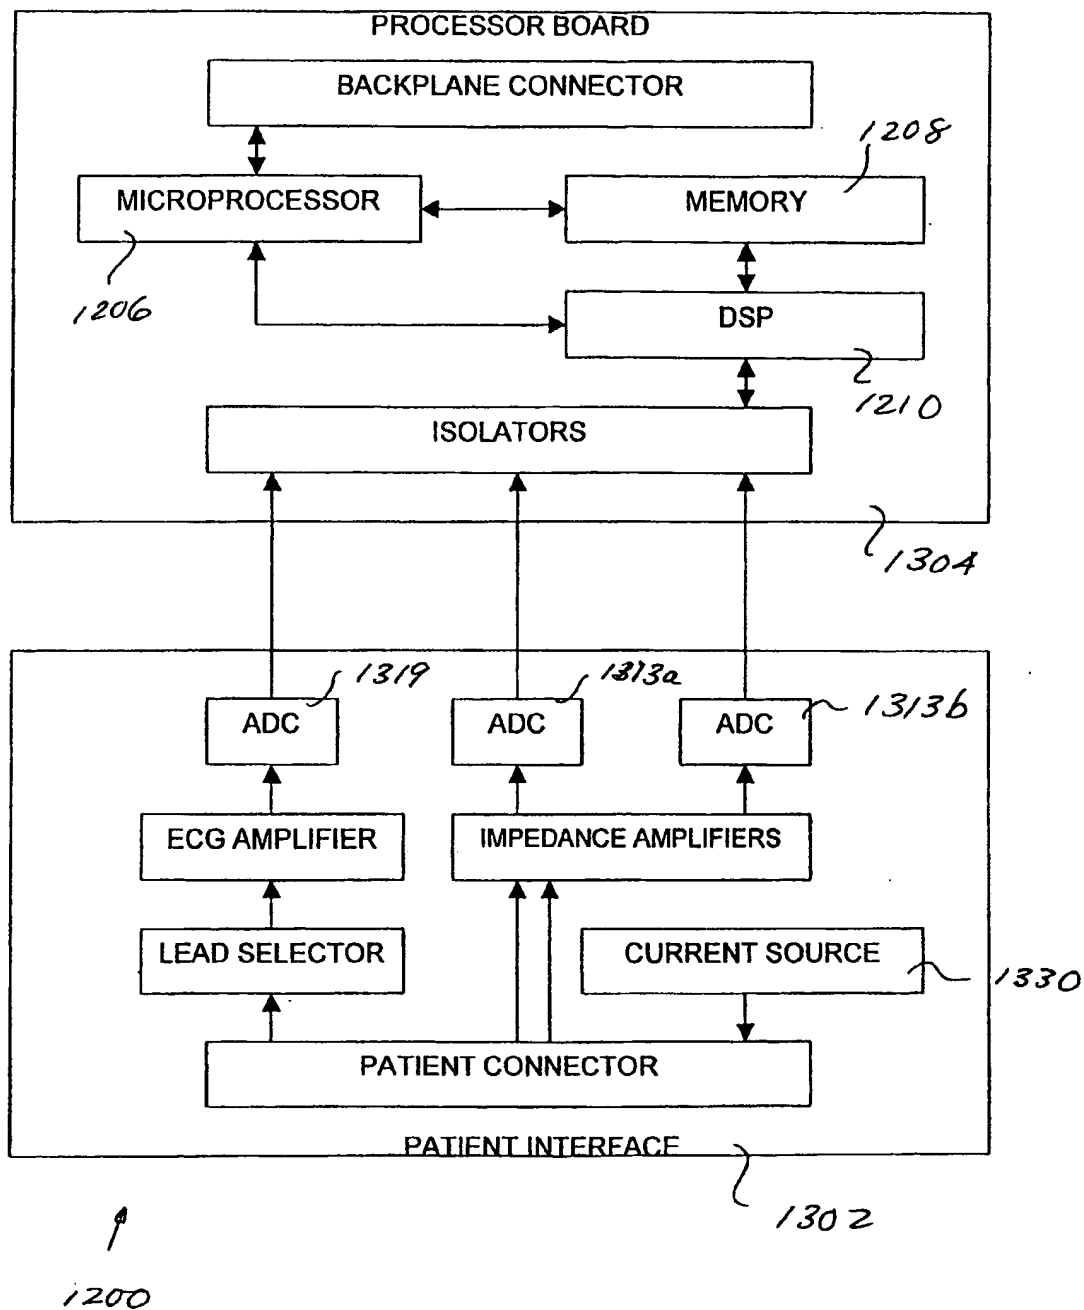 PROCESSOR BOARD
BACKPLANE CONNECTOR
1208
MICROPROCESSOR
MEMORY
1206
DSP
1210
ISOLATORS
1304
1319
1313a
1313b
ADC
ADC
ADC
ECG AMPLIFIER
IMPEDANCE AMPLIFIERS
LEAD SELECTOR
CURRENT SOURCE
1330
PATIENT CONNECTOR
PATIENT INTERFACE
1302
1200